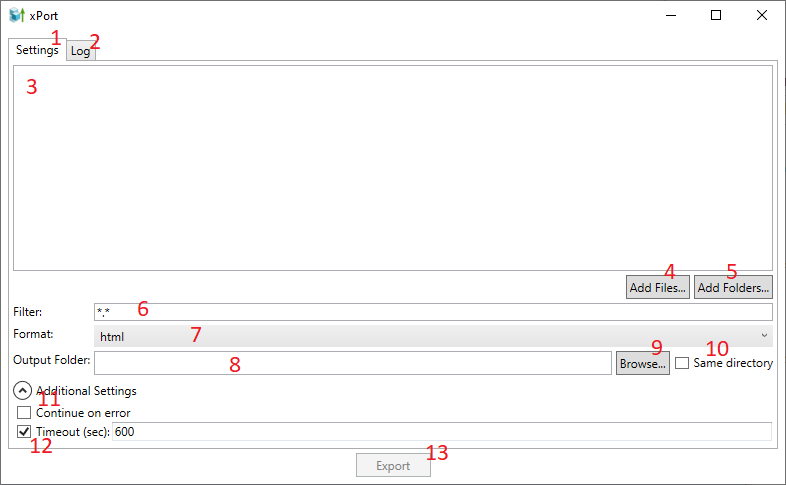 xPort
1 2
Settings Log
3
4 5
Add Files... Add Folders...
Filter: *.* 6
Format: html 7
Output Folder: 8 9 Browse... 10 Same directory
Additional Settings
11
Continue on error
Timeout (sec): 600
12
13
Export